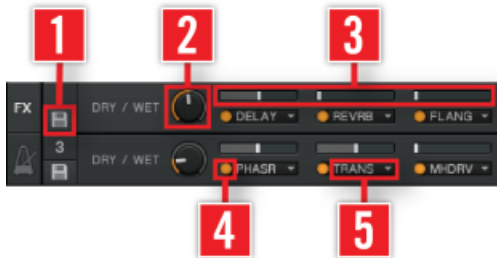 1 2 3
FX DRY / WET DELAY REVRB FLANG
3
DRY / WET PHASR TRANS MHDRV
4 5